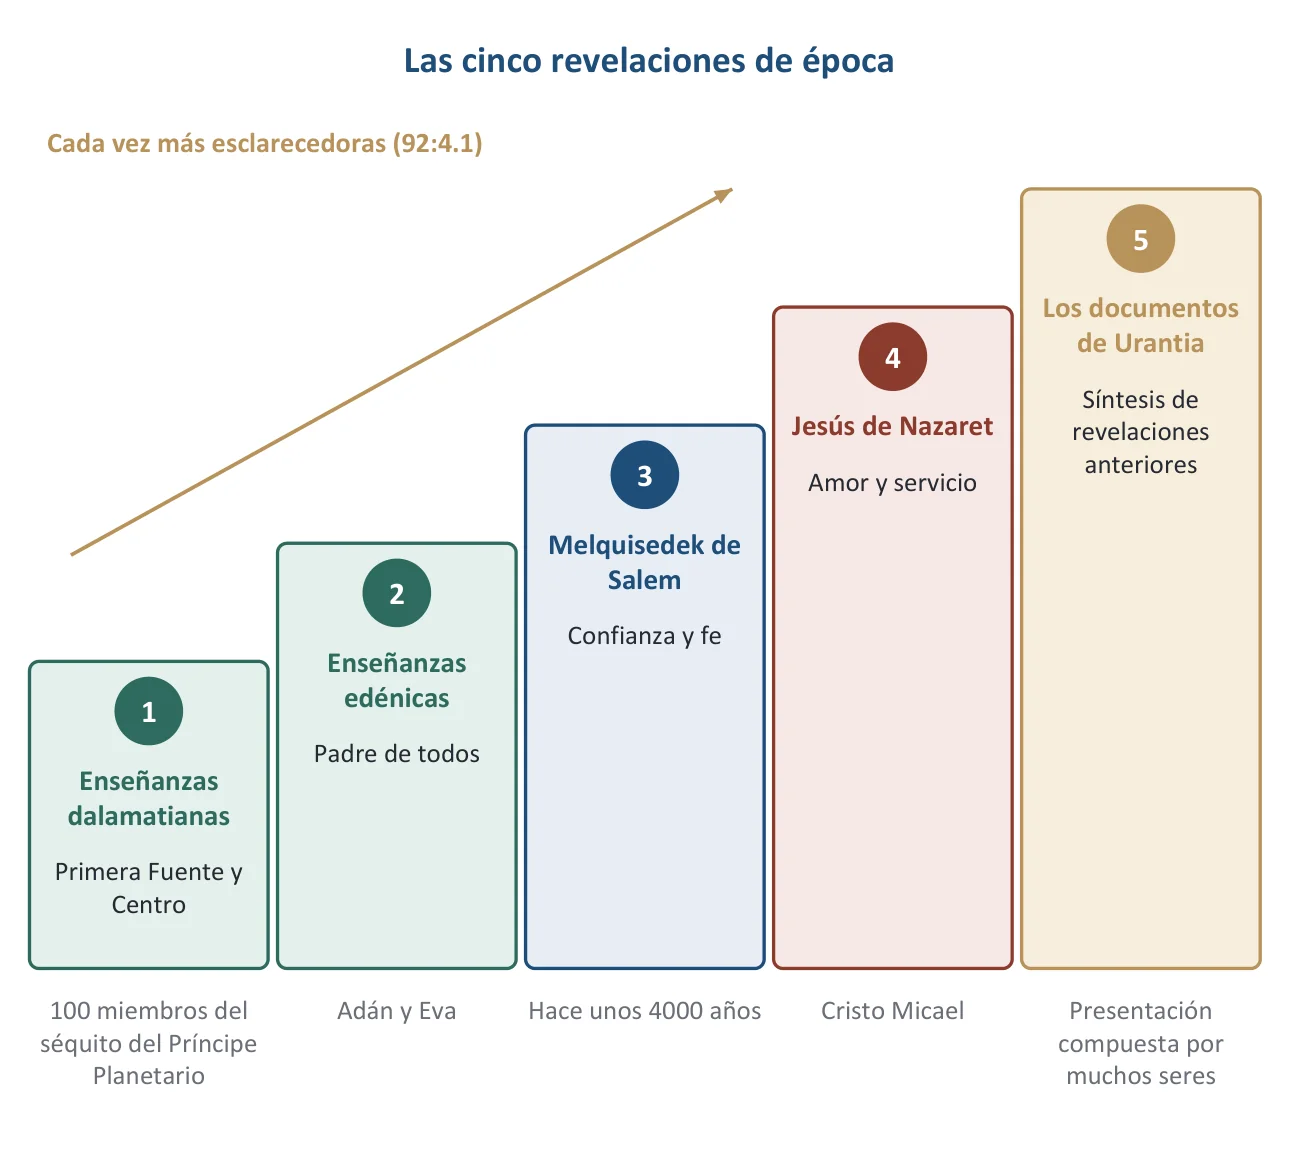 Las cinco revelaciones de época
Cada vez más esclarecedoras (92:4.1)
1
Enseñanzas
dalamatianas
Primera Fuente y
Centro
100 miembros del
séquito del Príncipe
Planetario
2
Enseñanzas
edénicas
Padre de todos
Adán y Eva
3
Melquisedek de
Salem
Confianza y fe
Hace unos 4000 años
4
Jesús de Nazaret
Amor y servicio
Cristo Micael
5
Los documentos
de Urantia
Síntesis de
revelaciones
anteriores
Presentación
compuesta por
muchos seres